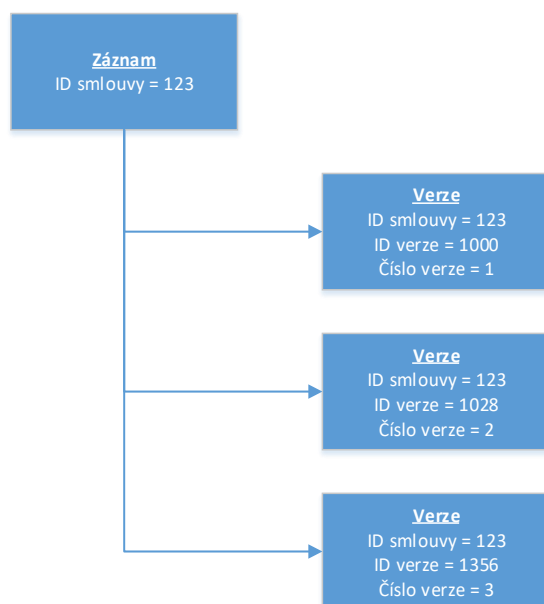 Záznam
ID smlouvy = 123
Verze
ID smlouvy = 123
ID verze = 1000
Číslo verze = 1
Verze
ID smlouvy = 123
ID verze = 1028
Číslo verze = 2
Verze
ID smlouvy = 123
ID verze = 1356
Číslo verze = 3